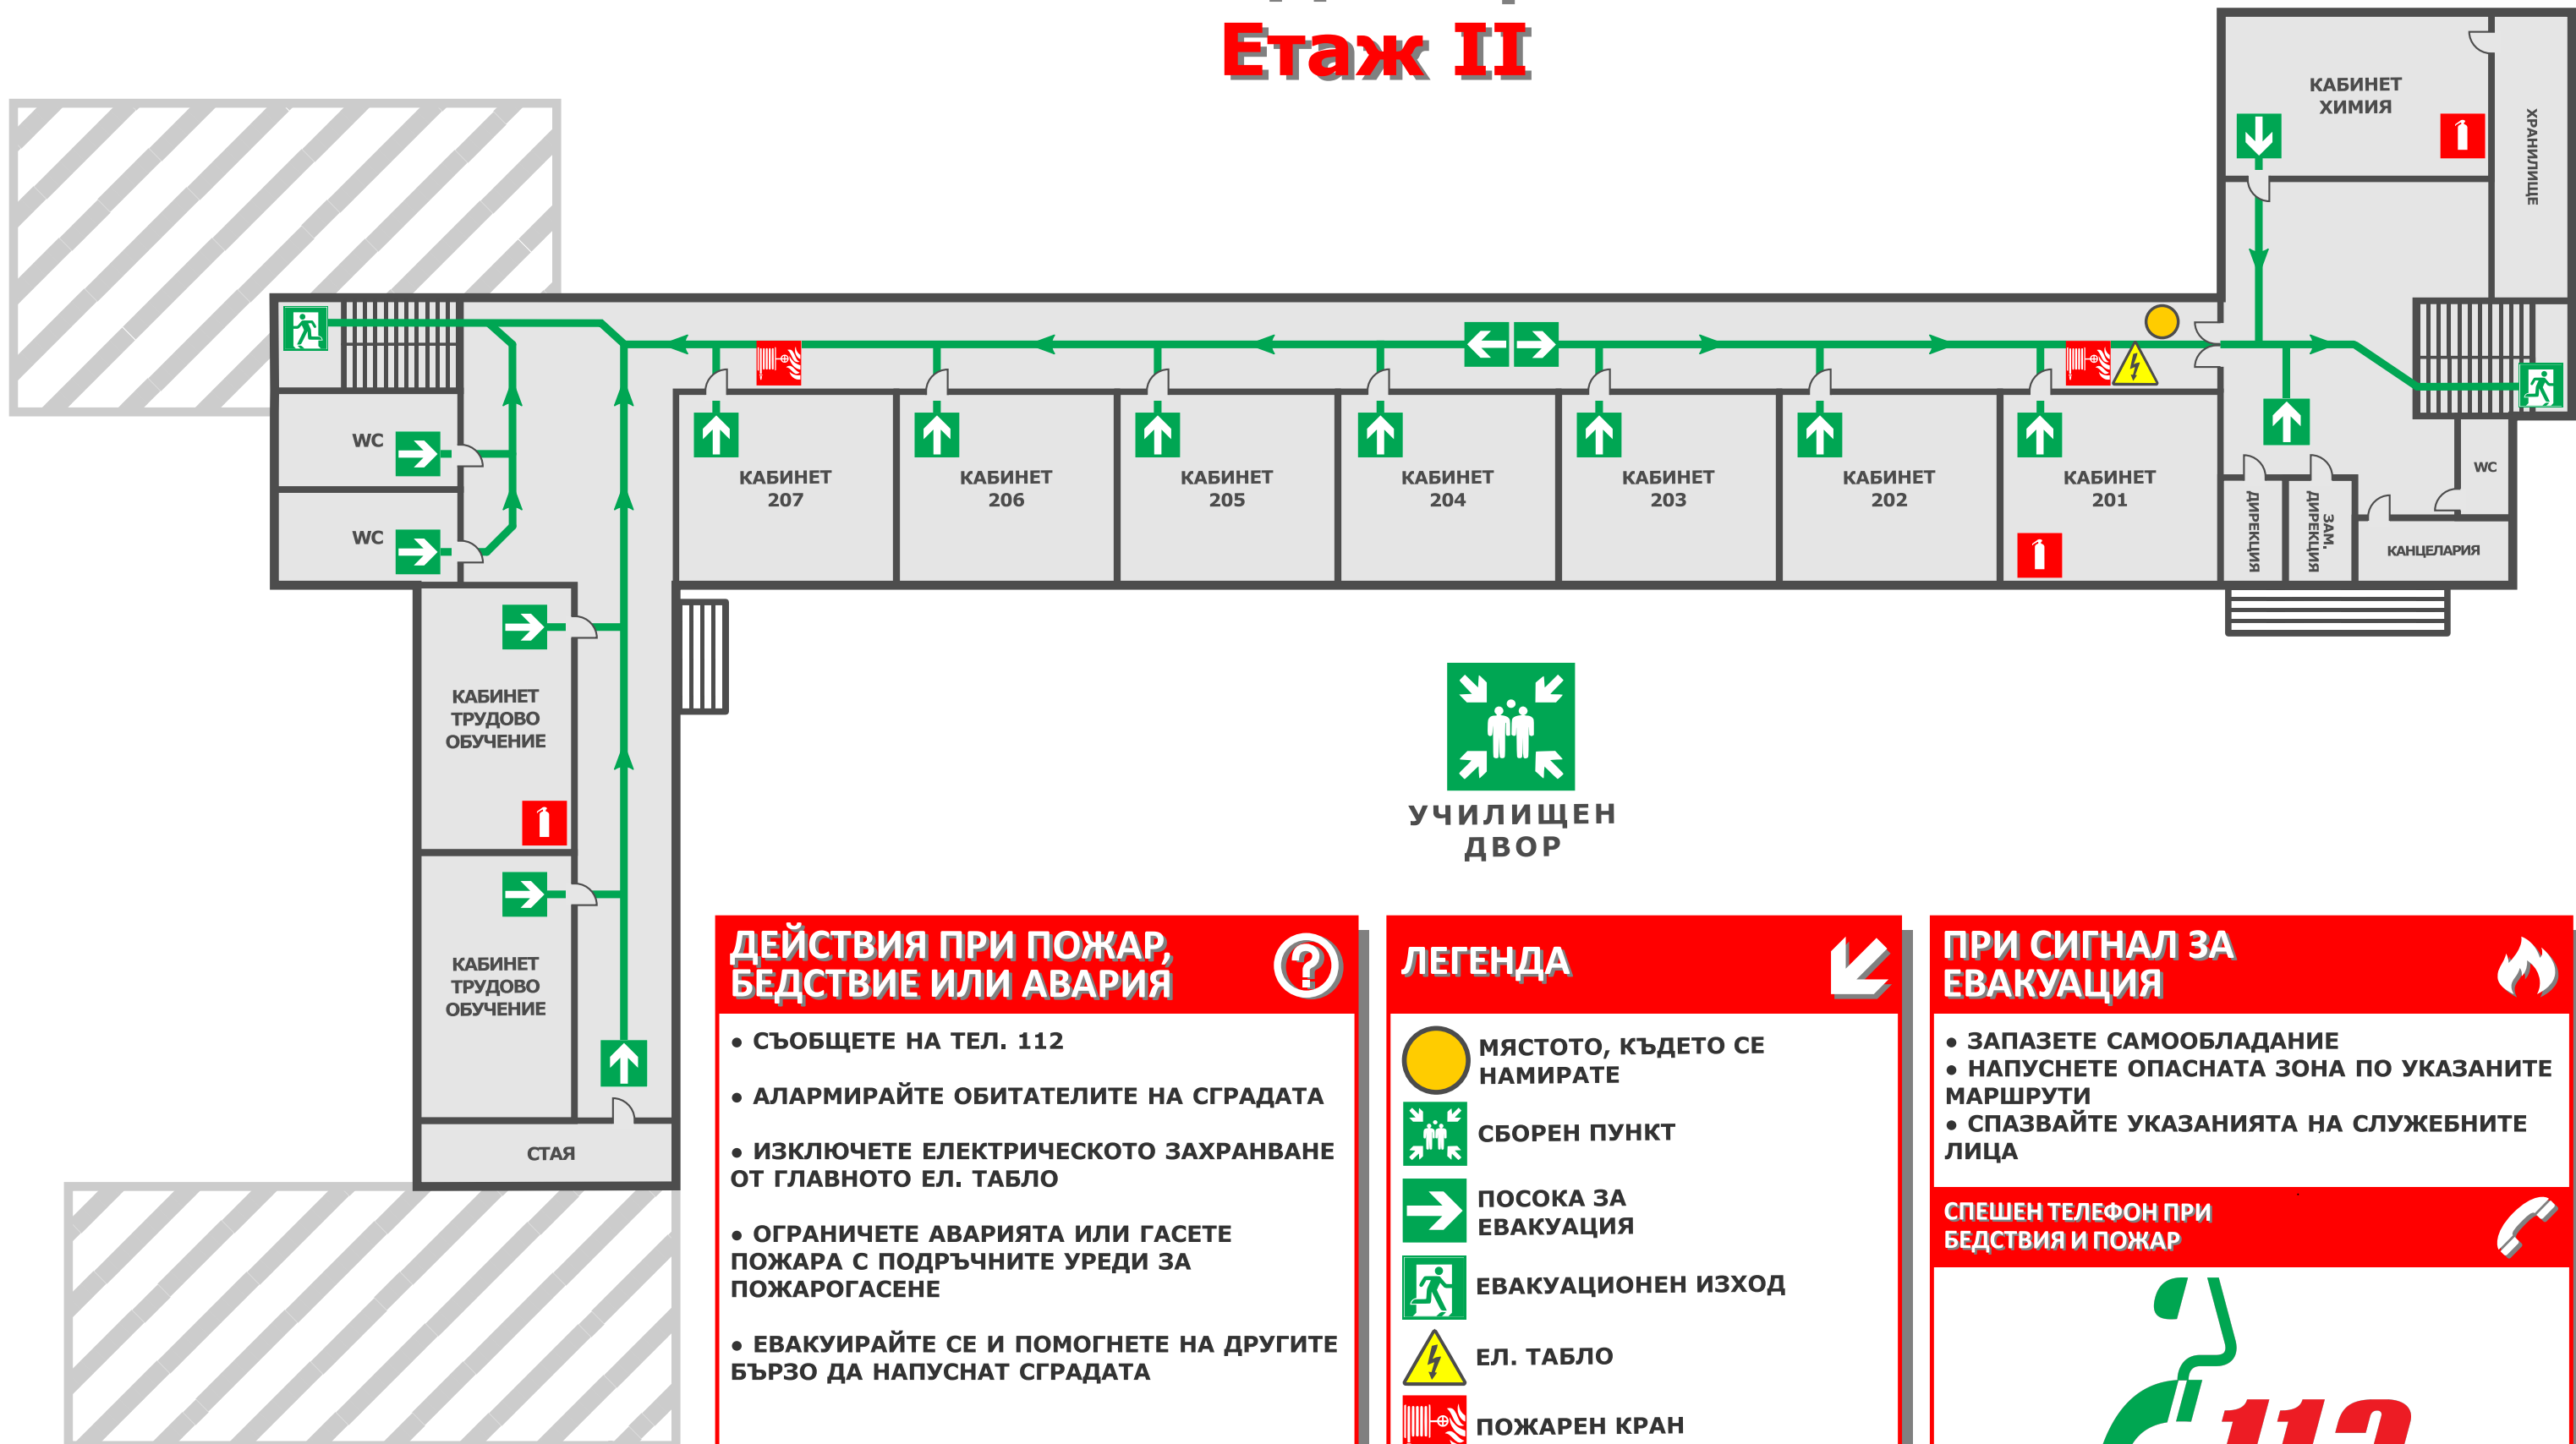 Етаж II
КАБИНЕТ
ХИМИЯ
ХРАНИЛИЩЕ
WC
WC
КАБИНЕТ
207
КАБИНЕТ
206
КАБИНЕТ
205
КАБИНЕТ
204
КАБИНЕТ
203
КАБИНЕТ
202
КАБИНЕТ
201
ДИРЕКЦИЯ
ЗАМ.
ДИРЕКЦИЯ
WC
КАНЦЕЛАРИЯ
КАБИНЕТ
ТРУДОВО
ОБУЧЕНИЕ
КАБИНЕТ
ТРУДОВО
ОБУЧЕНИЕ
СТАЯ
УЧИЛИЩЕН
ДВОР
ДЕЙСТВИЯ ПРИ ПОЖАР,
БЕДСТВИЕ ИЛИ АВАРИЯ
● СЪОБЩЕТЕ НА ТЕЛ. 112
● АЛАРМИРАЙТЕ ОБИТАТЕЛИТЕ НА СГРАДАТА
● ИЗКЛЮЧЕТЕ ЕЛЕКТРИЧЕСКОТО ЗАХРАНВАНЕ
ОТ ГЛАВНОТО ЕЛ. ТАБЛО
● ОГРАНИЧЕТЕ АВАРИЯТА ИЛИ ГАСЕТЕ
ПОЖАРА С ПОДРЪЧНИТЕ УРЕДИ ЗА
ПОЖАРОГАСЕНЕ
● ЕВАКУИРАЙТЕ СЕ И ПОМОГНЕТЕ НА ДРУГИТЕ
БЪРЗО ДА НАПУСНАТ СГРАДАТА
ЛЕГЕНДА
МЯСТОТО, КЪДЕТО СЕ
НАМИРАТЕ
СБОРЕН ПУНКТ
ПОСОКА ЗА
ЕВАКУАЦИЯ
ЕВАКУАЦИОНЕН ИЗХОД
ЕЛ. ТАБЛО
ПОЖАРЕН КРАН
ПРИ СИГНАЛ ЗА
ЕВАКУАЦИЯ
● ЗАПАЗЕТЕ САМООБЛАДАНИЕ
● НАПУСНЕТЕ ОПАСНАТА ЗОНА ПО УКАЗАНИТЕ
МАРШРУТИ
● СПАЗВАЙТЕ УКАЗАНИЯТА НА СЛУЖЕБНИТЕ
ЛИЦА
СПЕШЕН ТЕЛЕФОН ПРИ
БЕДСТВИЯ И ПОЖАР
112